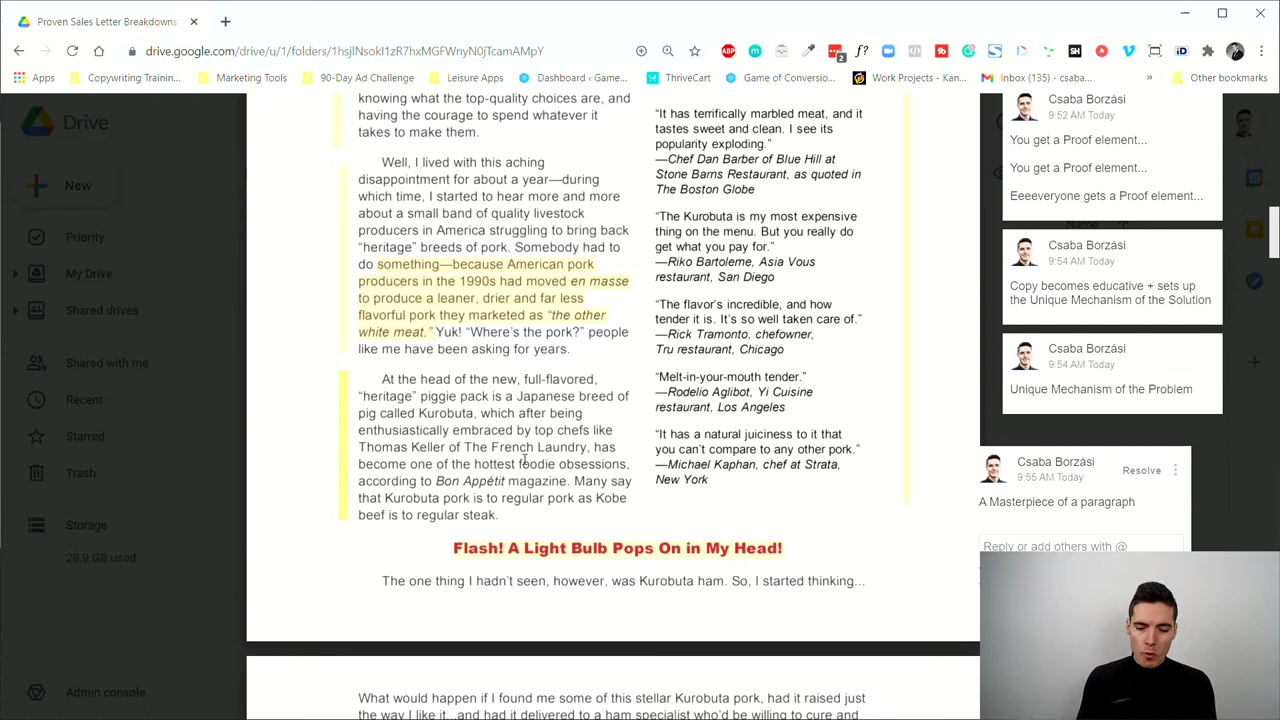 Proven Sales Letter Breakdowns
drive.google.com/drive/u/1/folders/1hsjlNsokI1zR7hxMGFWnyN0jTcamAMpY
Apps
Copywriting Trainin...
Marketing Tools
90-Day Ad Challenge
Leisure Apps
Dashboard ‹ Game...
ThriveCart
Game of Conversio...
Work Projects - Kan...
Inbox (135) - csaba...
»
Other bookmarks
Drive
New
Priority
My Drive
Shared drives
Shared with me
Recent
Starred
Trash
Storage
29.9 GB used
Admin console
knowing what the top-quality choices are, and
having the courage to spend whatever it
takes to make them.
Well, I lived with this aching
disappointment for about a year—during
which time, I started to hear more and more
about a small band of quality livestock
producers in America struggling to bring back
“heritage” breeds of pork. Somebody had to
do something—because American pork
producers in the 1990s had moved en masse
to produce a leaner, drier and far less
flavorful pork they marketed as “the other
white meat.” Yuk! “Where’s the pork?” people
like me have been asking for years.
At the head of the new, full-flavored,
“heritage” piggie pack is a Japanese breed of
pig called Kurobuta, which after being
enthusiastically embraced by top chefs like
Thomas Keller of The French Laundry, has
become one of the hottest foodie obsessions,
according to Bon Appétit magazine. Many say
that Kurobuta pork is to regular pork as Kobe
beef is to regular steak.
“It has terrifically marbled meat, and it
tastes sweet and clean. I see its
popularity exploding.”
—Chef Dan Barber of Blue Hill at
Stone Barns Restaurant, as quoted in
The Boston Globe
“The Kurobuta is my most expensive
thing on the menu. But you really do
get what you pay for.”
—Riko Bartolome, Asia Vous
restaurant, San Diego
“The flavor’s incredible, and how
tender it is. It’s so well taken care of.”
—Rick Tramonto, chefowner,
Tru restaurant, Chicago
“Melt-in-your-mouth tender.”
—Rodelio Aglibot, Yi Cuisine
restaurant, Los Angeles
“It has a natural juiciness to it that
you can’t compare to any other pork.”
—Michael Kaphan, chef at Strata,
New York
Flash! A Light Bulb Pops On in My Head!
The one thing I hadn’t seen, however, was Kurobuta ham. So, I started thinking...
What would happen if I found me some of this stellar Kurobuta pork, had it raised just
the way I like it...and had it delivered to a ham specialist who’d be willing to cure and
Csaba Borzási
9:52 AM Today
You get a Proof element...
You get a Proof element...
Eeeeveryone gets a Proof element...
Csaba Borzási
9:54 AM Today
Copy becomes educative + sets up
the Unique Mechanism of the Solution
Csaba Borzási
9:54 AM Today
Unique Mechanism of the Problem
Csaba Borzási
9:55 AM Today
Resolve
A Masterpiece of a paragraph
Reply or add others with @